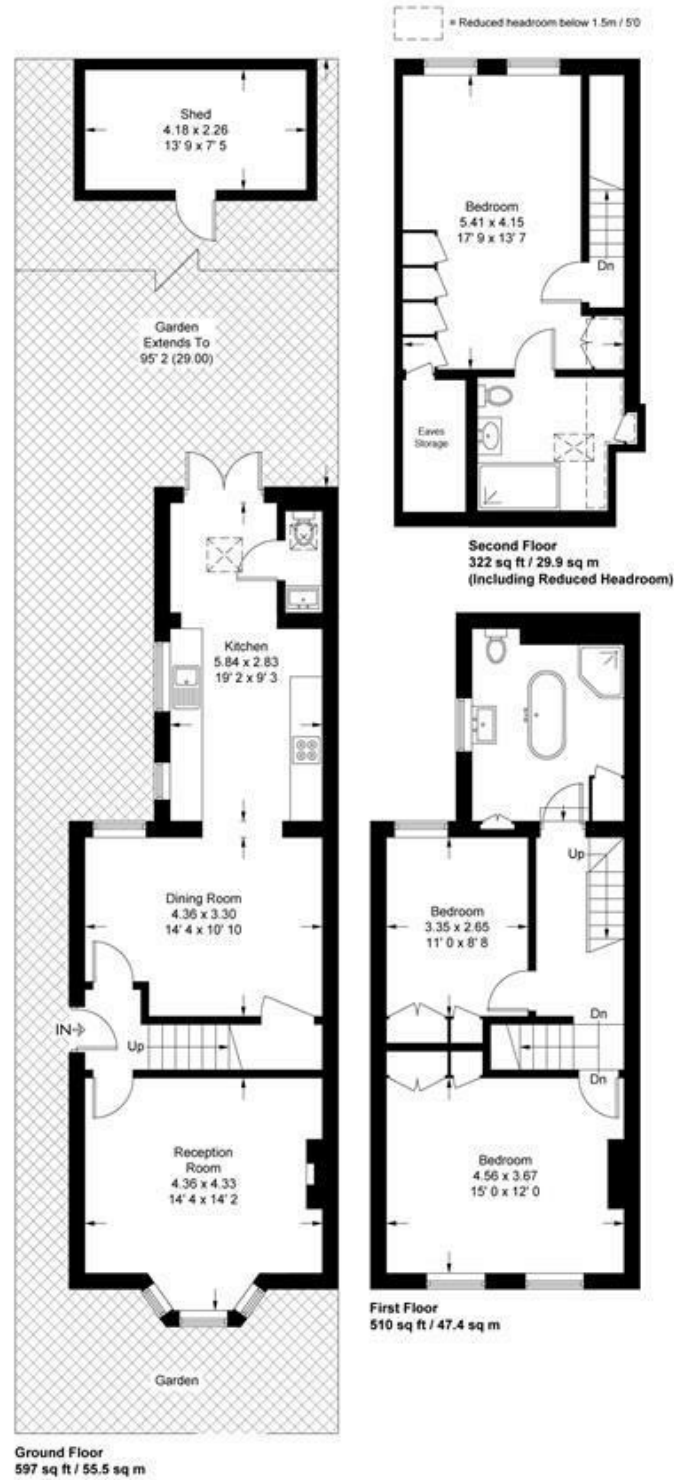 = Reduced headroom below 1.5m / 5'0
Shed
4.18 x 2.26
13' 9 x 7' 5
Garden
Extends To
95' 2 (29.00)
Kitchen
5.84 x 2.83
19' 2 x 9' 3
Dining Room
4.36 x 3.30
14' 4 x 10' 10
IN
Up
Reception
Room
4.36 x 4.33
14' 4 x 14' 2
Garden
Ground Floor
597 sq ft / 55.5 sq m
Bedroom
5.41 x 4.15
17' 9 x 13' 7
Dn
Eaves
Storage
Second Floor
322 sq ft / 29.9 sq m
(Including Reduced Headroom)
Up
Bedroom
3.35 x 2.65
11' 0 x 8' 8
Dn
Dn
Bedroom
4.56 x 3.67
15' 0 x 12' 0
First Floor
510 sq ft / 47.4 sq m